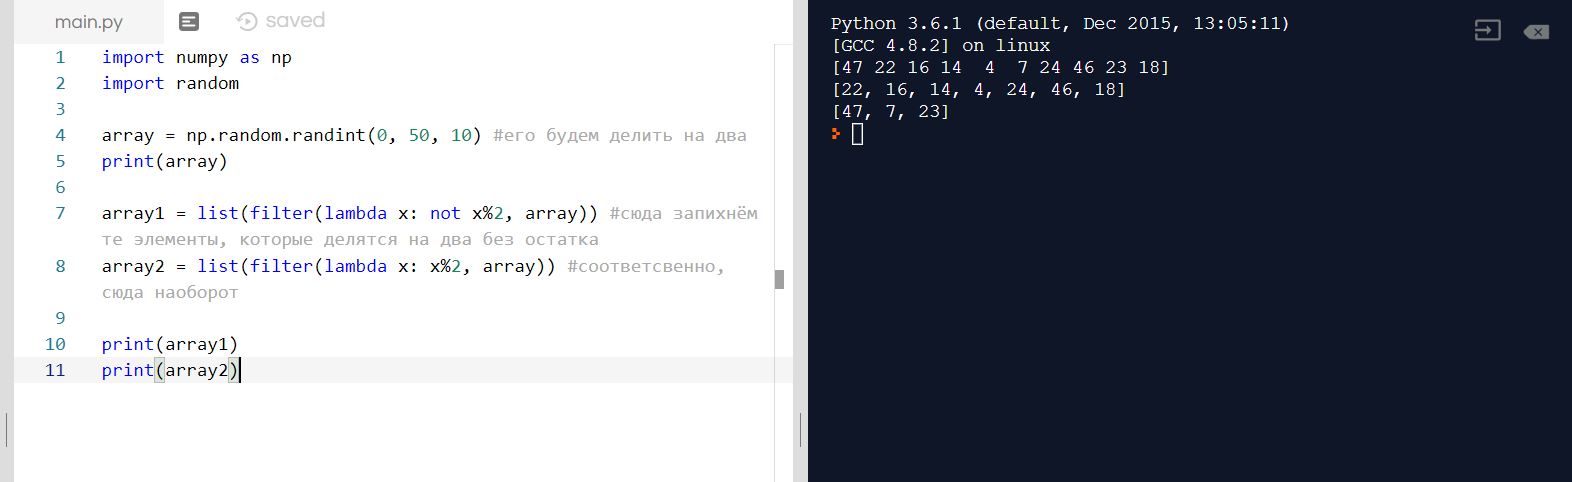 main.py saved
1 import numpy as np
2 import random
3
4 array = np.random.randint(0, 50, 10) #его будем делить на два
5 print(array)
6
7 array1 = list(filter(lambda x: not x%2, array)) #сюда запихнём
те элементы, которые делятся на два без остатка
8 array2 = list(filter(lambda x: x%2, array)) #соответсвенно,
сюда наоборот
9
10 print(array1)
11 print(array2)
Python 3.6.1 (default, Dec 2015, 13:05:11)
[GCC 4.8.2] on linux
[47 22 16 14  4  7 24 46 23 18]
[22, 16, 14, 4, 24, 46, 18]
[47, 7, 23]